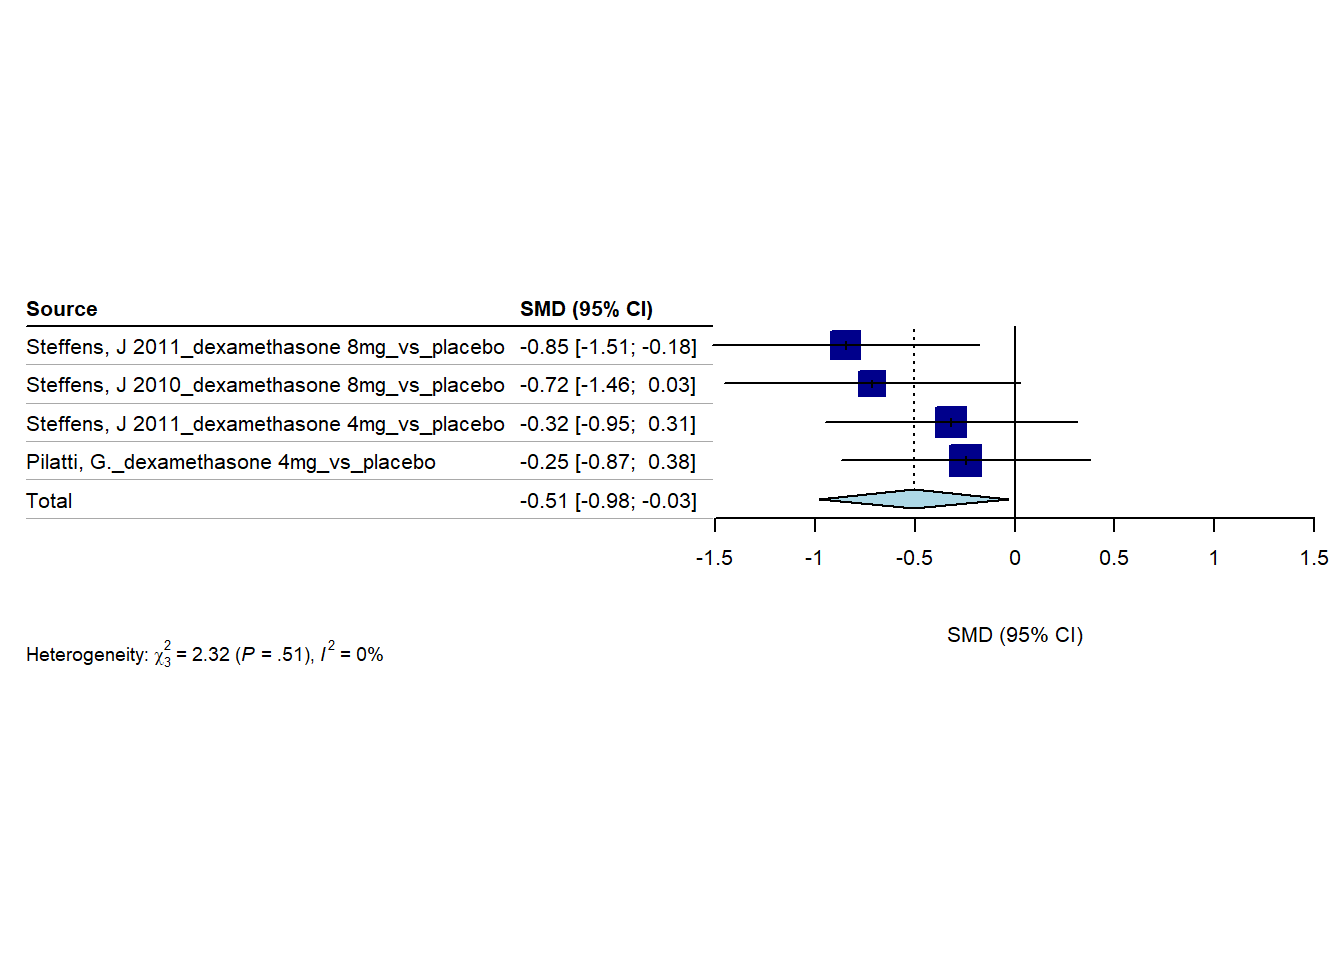 Source SMD (95% CI)
Steffens, J 2011_dexamethasone 8mg_vs_placebo -0.85 [-1.51; -0.18]
Steffens, J 2010_dexamethasone 8mg_vs_placebo -0.72 [-1.46; 0.03]
Steffens, J 2011_dexamethasone 4mg_vs_placebo -0.32 [-0.95; 0.31]
Pilatti, G._dexamethasone 4mg_vs_placebo -0.25 [-0.87; 0.38]
Total -0.51 [-0.98; -0.03]
-1.5 -1 -0.5 0 0.5 1 1.5
SMD (95% CI)
Heterogeneity: χ²₃ = 2.32 (P = .51), I² = 0%